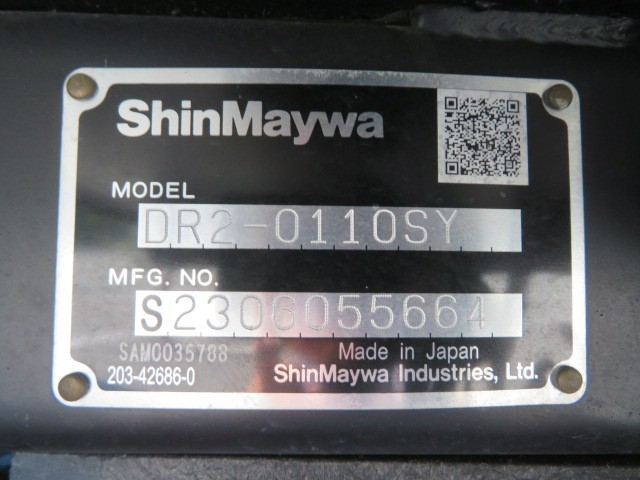 ShinMaywa
MODEL
DR2-0110SY
MFG. NO.
S2306055664
SAM0035788
Made in Japan
203-42686-0
ShinMaywa Industries, Ltd.